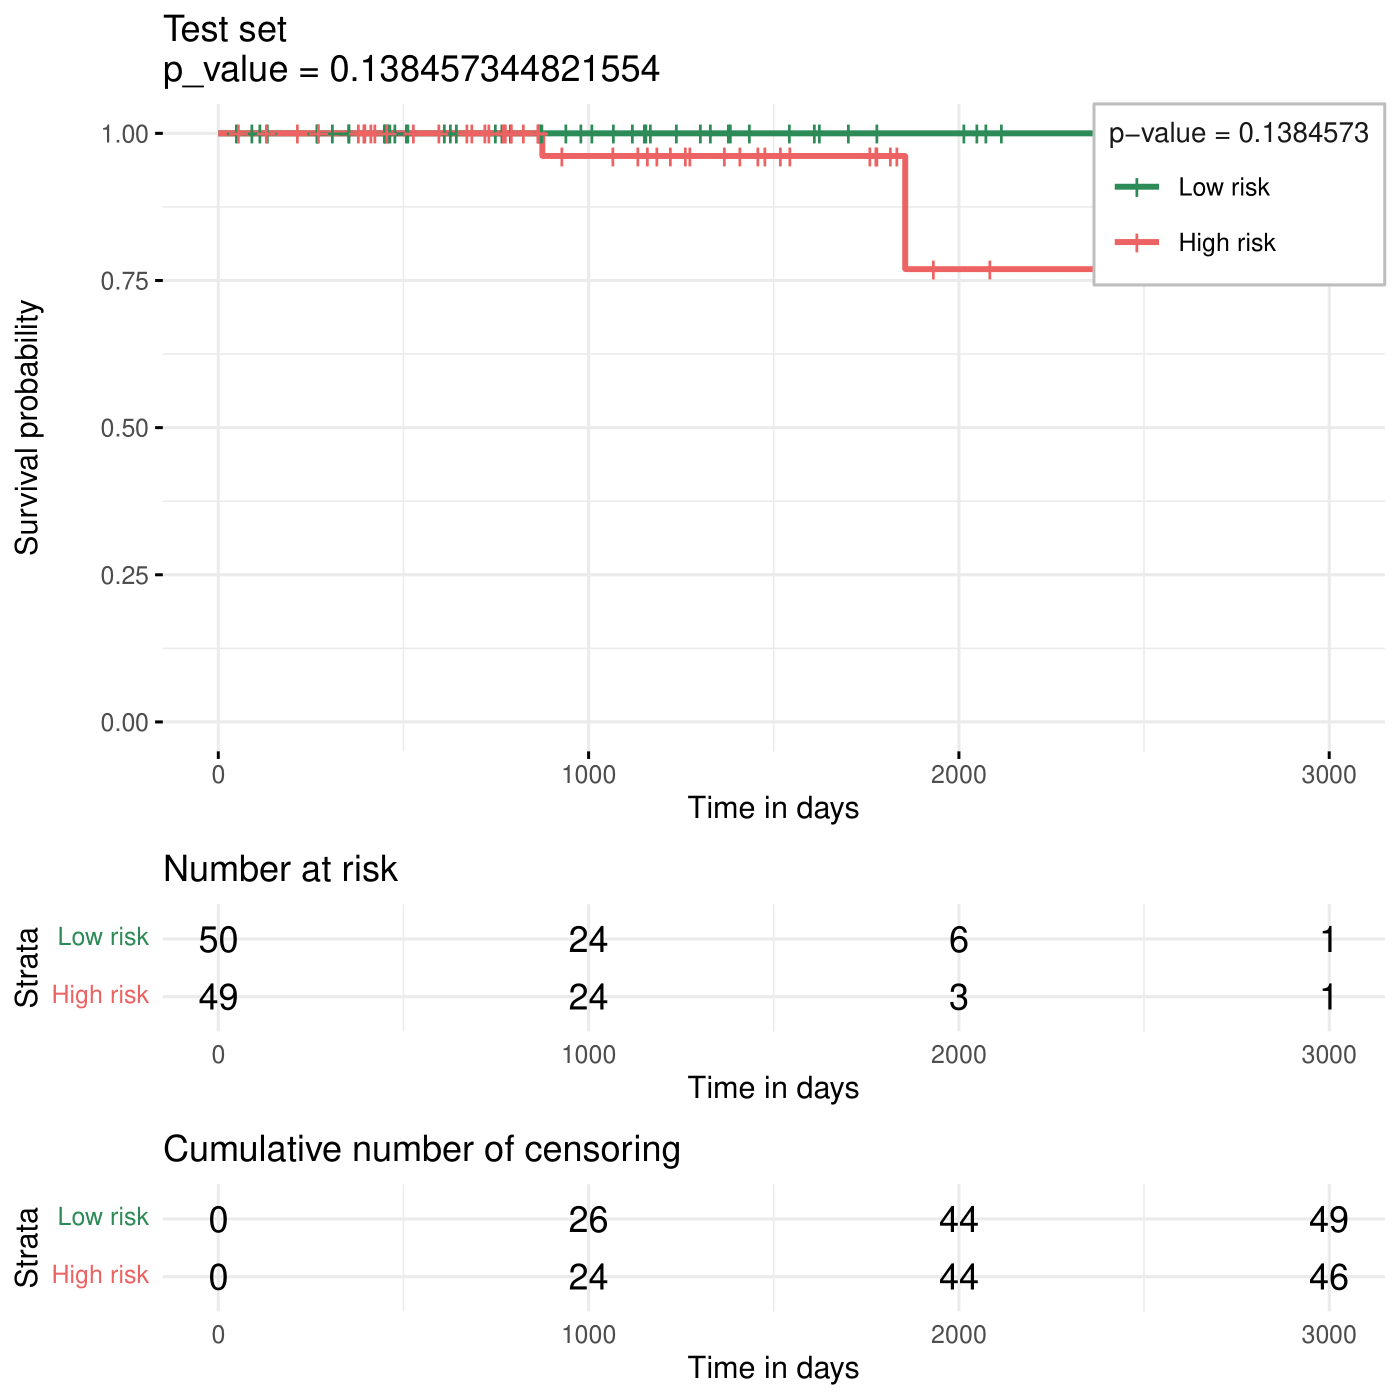 Test set
p_value = 0.138457344821554
p−value = 0.1384573
Low risk
High risk
Survival probability
1.00
0.75
0.50
0.25
0.00
0 1000 2000 3000
Time in days
Number at risk
Strata
Low risk 50 24 6 1
High risk 49 24 3 1
0 1000 2000 3000
Time in days
Cumulative number of censoring
Strata
Low risk 0 26 44 49
High risk 0 24 44 46
0 1000 2000 3000
Time in days